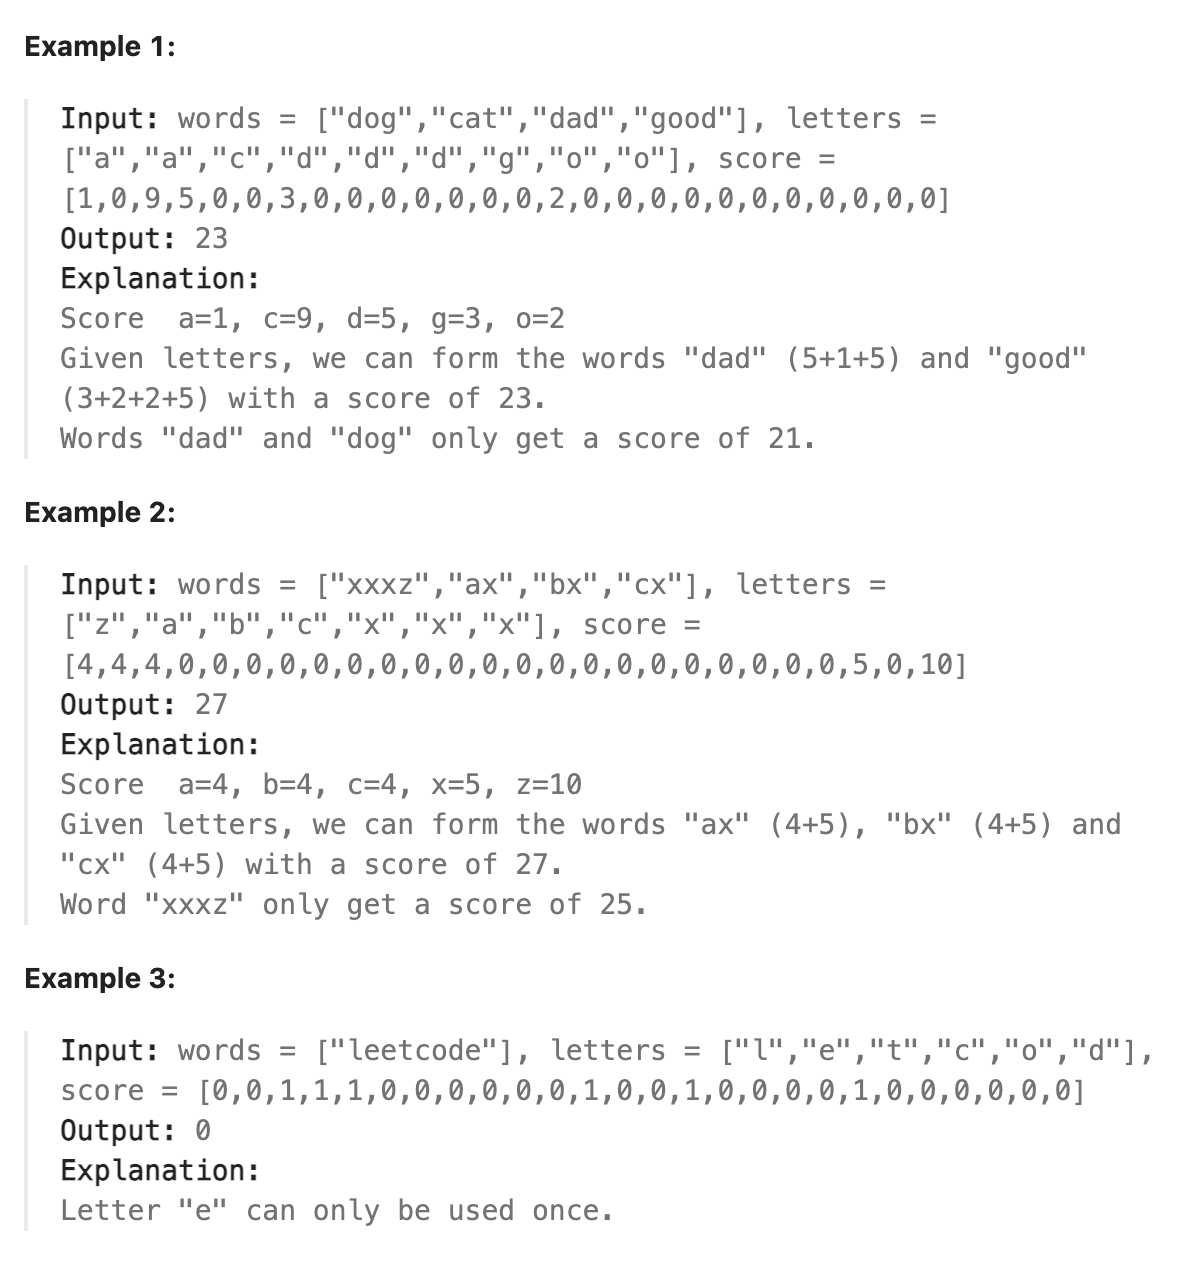 Example 1:
Input: words = ["dog","cat","dad","good"], letters =
["a","a","c","d","d","d","g","o","o"], score =
[1,0,9,5,0,0,3,0,0,0,0,0,0,0,2,0,0,0,0,0,0,0,0,0,0,0]
Output: 23
Explanation:
Score  a=1, c=9, d=5, g=3, o=2
Given letters, we can form the words "dad" (5+1+5) and "good"
(3+2+2+5) with a score of 23.
Words "dad" and "dog" only get a score of 21.
Example 2:
Input: words = ["xxxz","ax","bx","cx"], letters =
["z","a","b","c","x","x","x"], score =
[4,4,4,0,0,0,0,0,0,0,0,0,0,0,0,0,0,0,0,0,0,0,0,5,0,10]
Output: 27
Explanation:
Score  a=4, b=4, c=4, x=5, z=10
Given letters, we can form the words "ax" (4+5), "bx" (4+5) and
"cx" (4+5) with a score of 27.
Word "xxxz" only get a score of 25.
Example 3:
Input: words = ["leetcode"], letters = ["l","e","t","c","o","d"],
score = [0,0,1,1,1,0,0,0,0,0,0,1,0,0,1,0,0,0,0,1,0,0,0,0,0,0]
Output: 0
Explanation:
Letter "e" can only be used once.